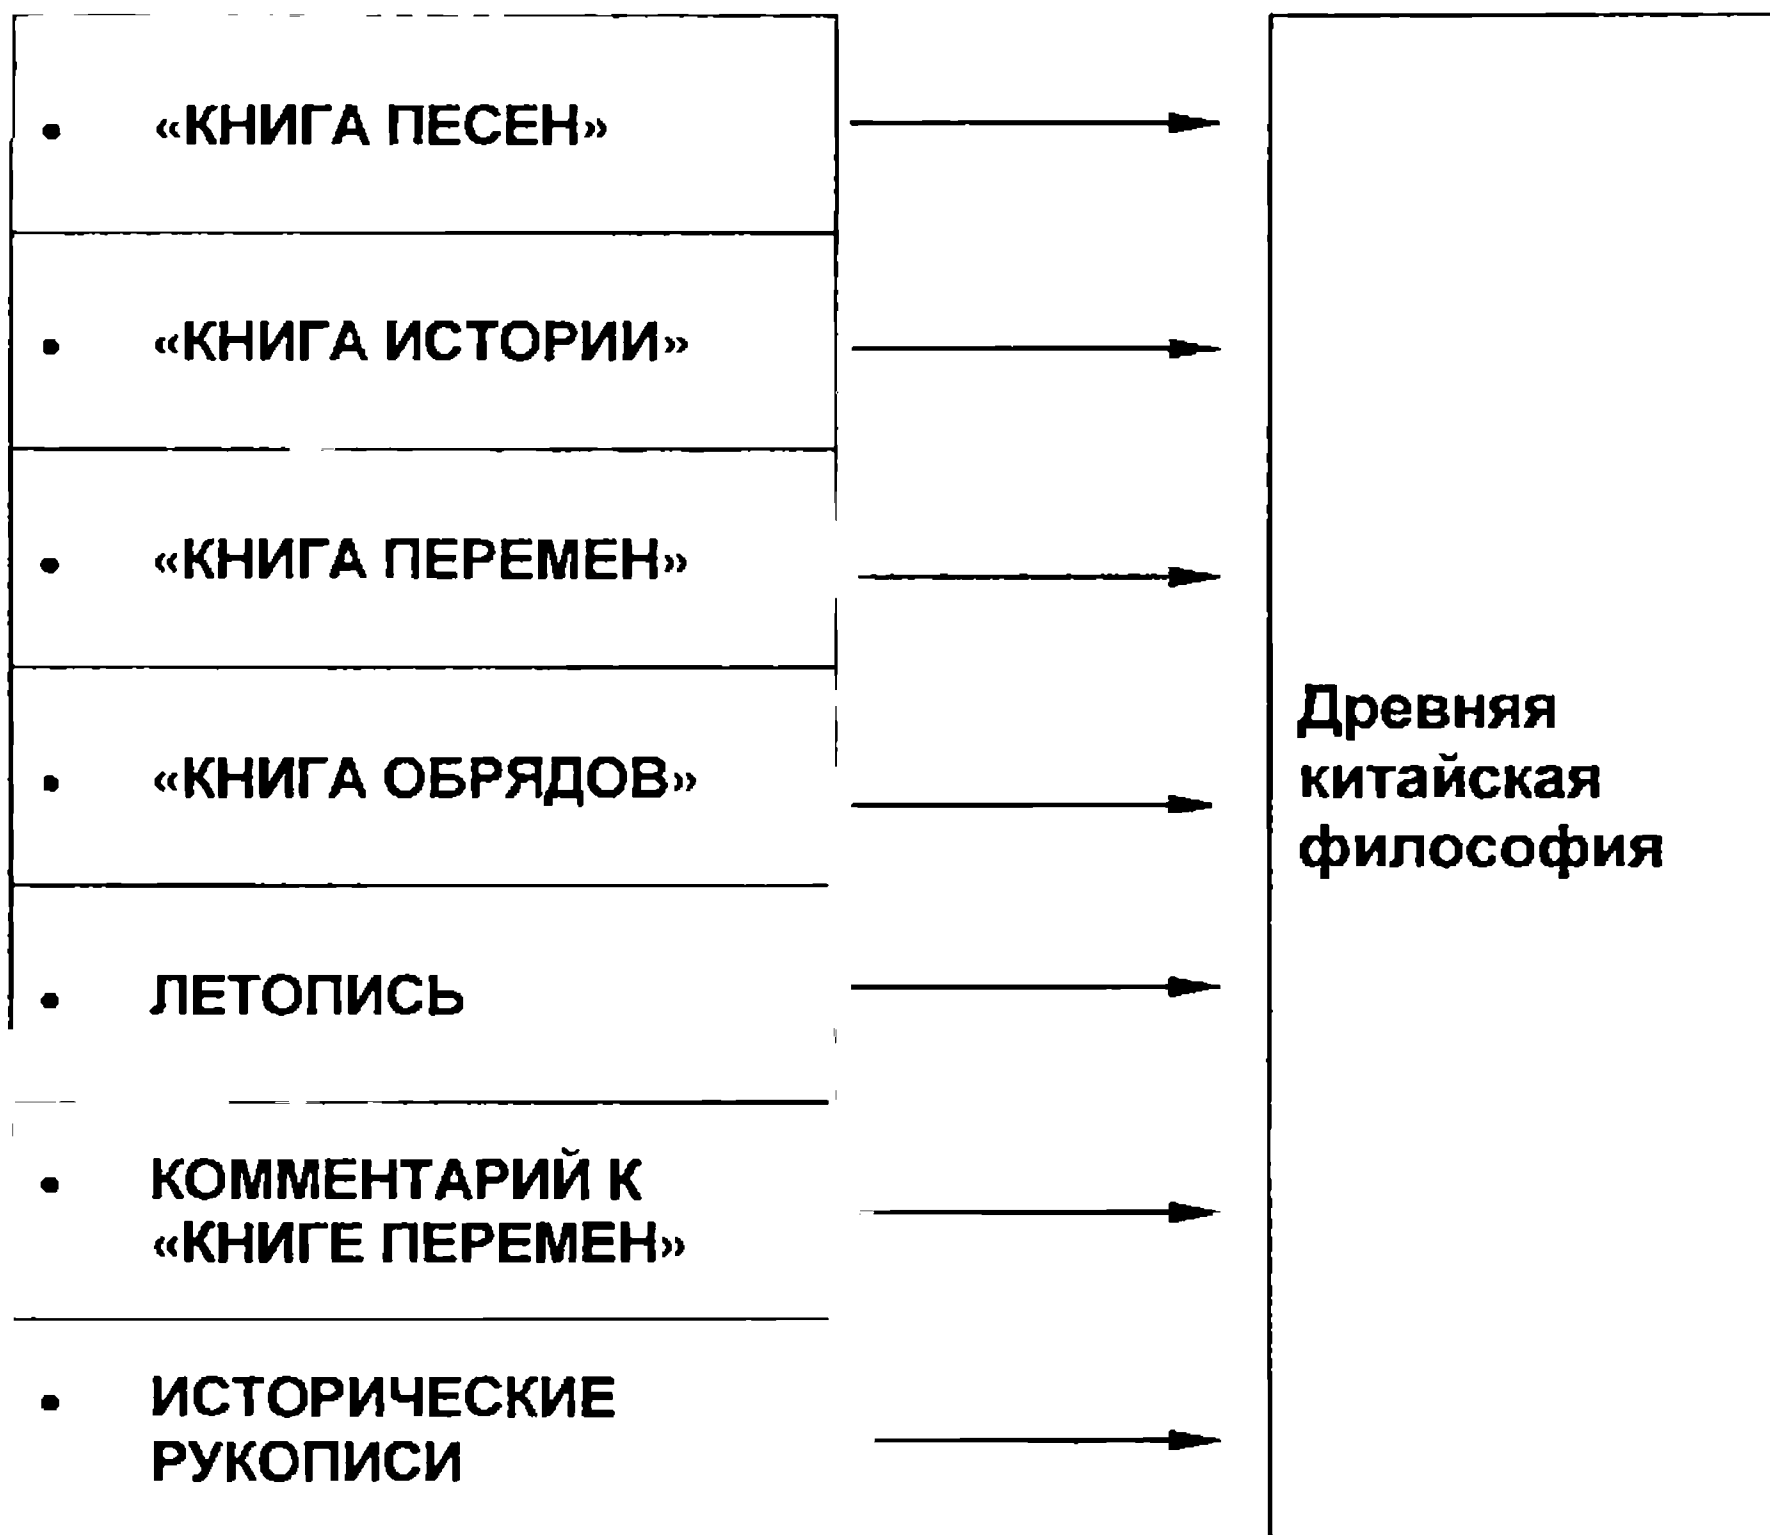 • «КНИГА ПЕСЕН»
• «КНИГА ИСТОРИИ»
• «КНИГА ПЕРЕМЕН»
• «КНИГА ОБРЯДОВ»
• ЛЕТОПИСЬ
• КОММЕНТАРИЙ К
«КНИГЕ ПЕРЕМЕН»
• ИСТОРИЧЕСКИЕ
РУКОПИСИ
Древняя
китайская
философия